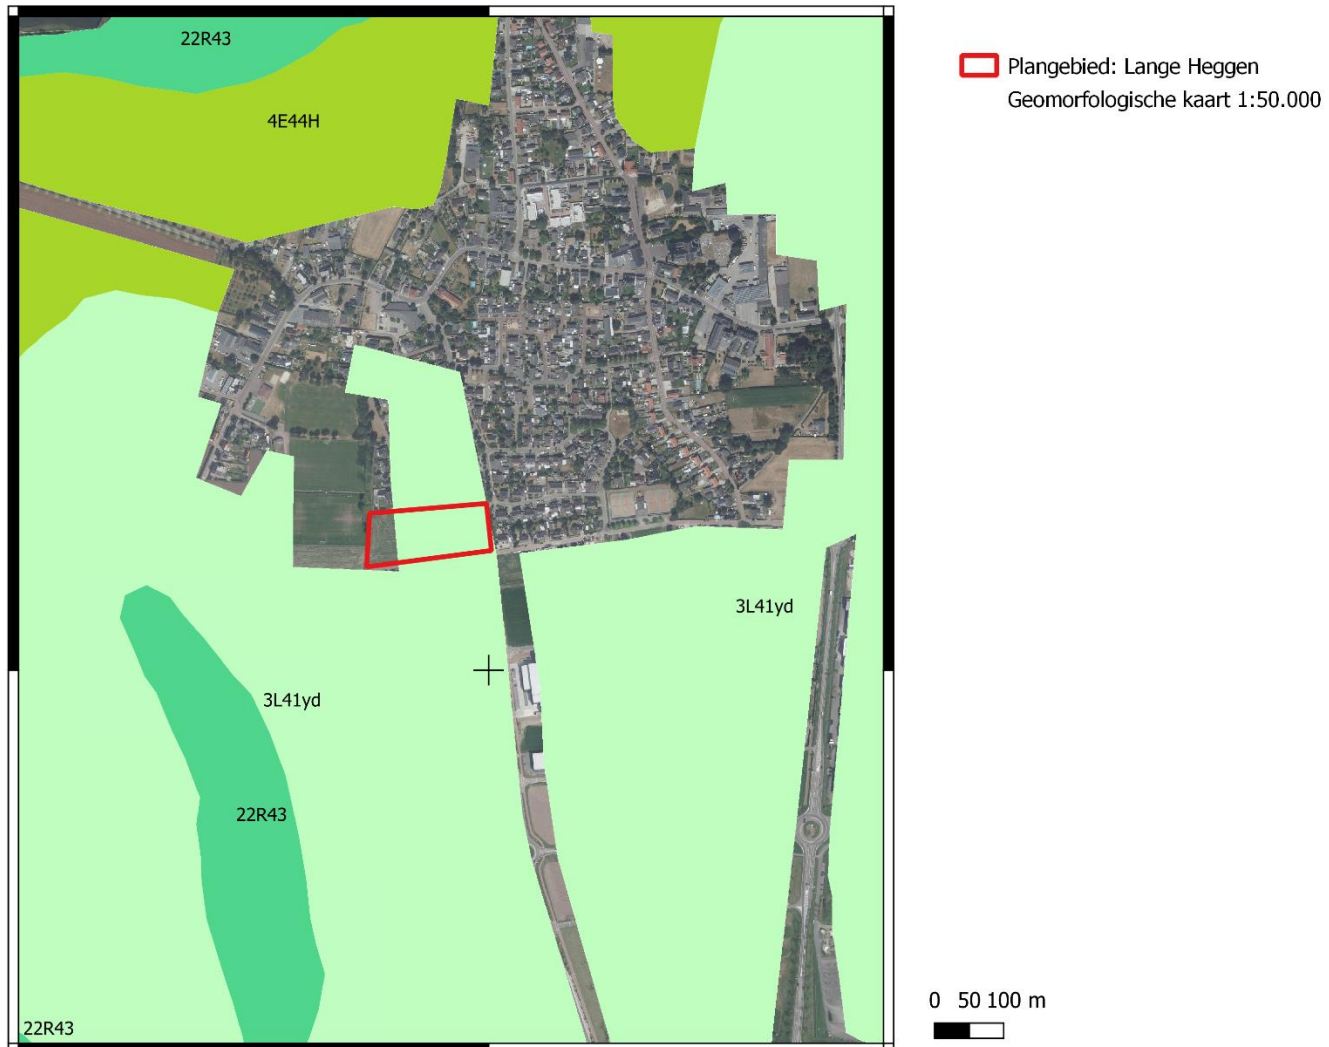 22R43
Plangebied: Lange Heggen
Geomorfologische kaart 1:50.000
4E44H
3L41yd
3L41yd
22R43
0 50 100 m
22R43